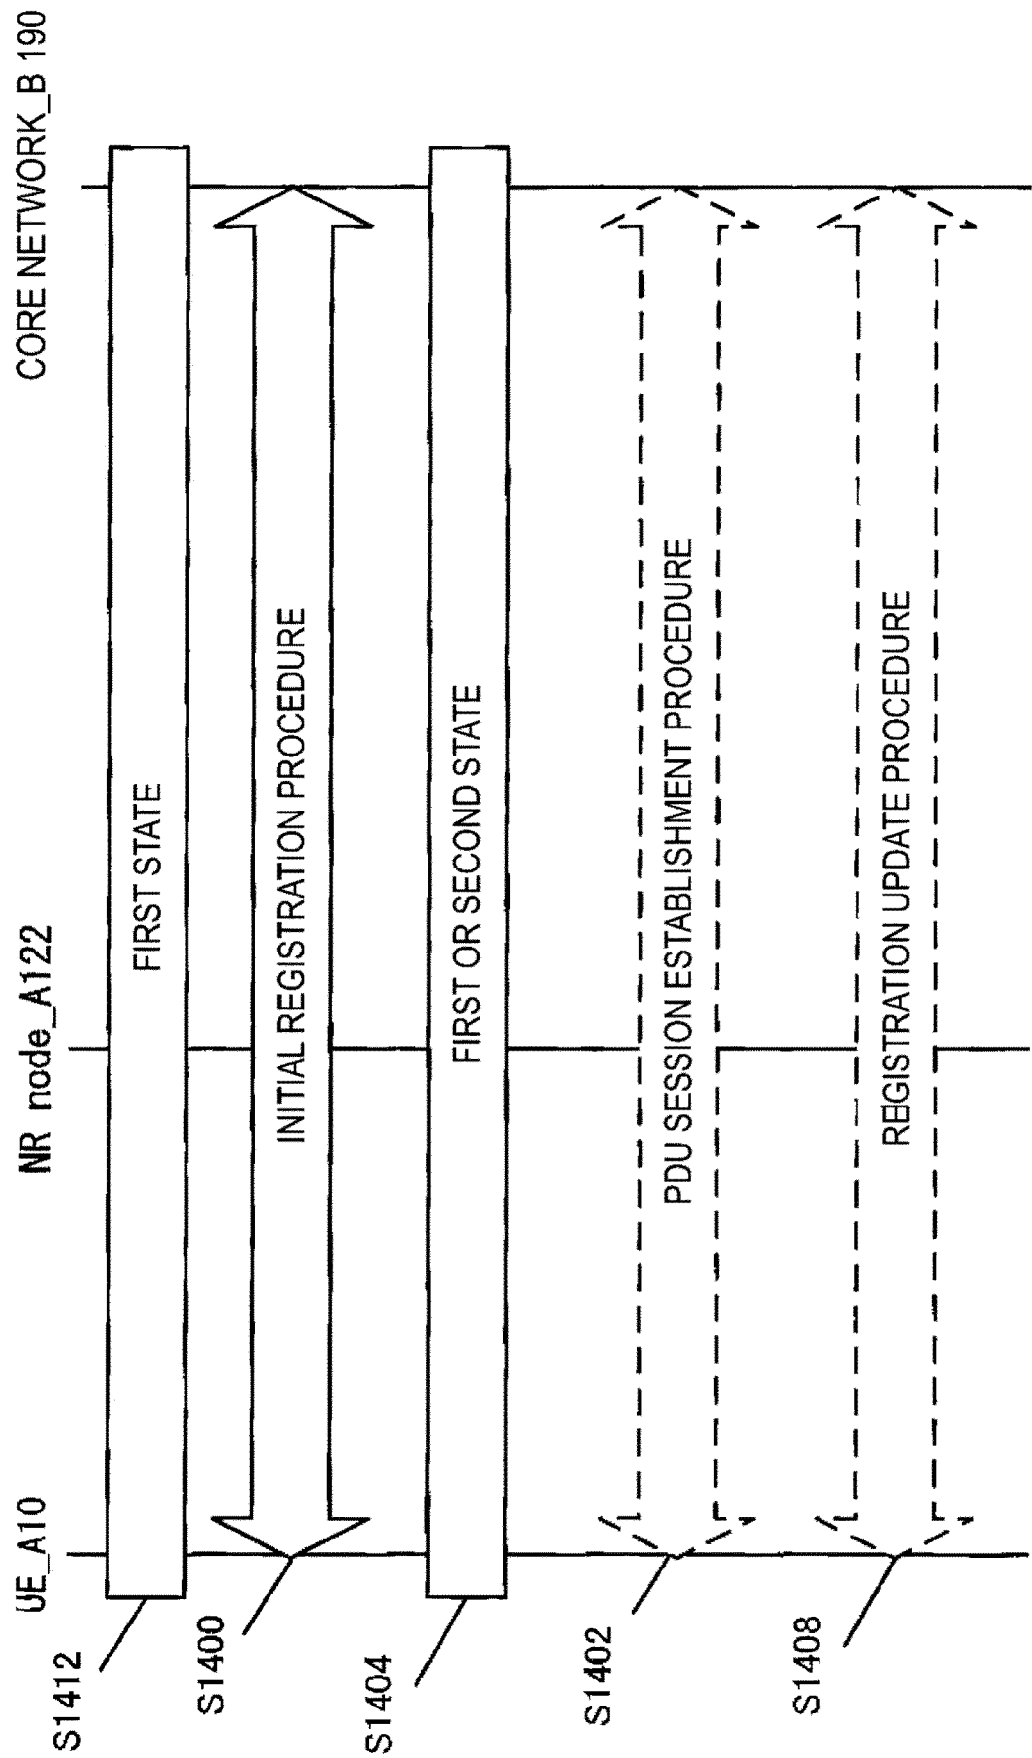 UE_A10
NR node_A122
CORE NETWORK_B 190
S1412
FIRST STATE
S1400
INITIAL REGISTRATION PROCEDURE
S1404
FIRST OR SECOND STATE
S1402
PDU SESSION ESTABLISHMENT PROCEDURE
S1408
REGISTRATION UPDATE PROCEDURE